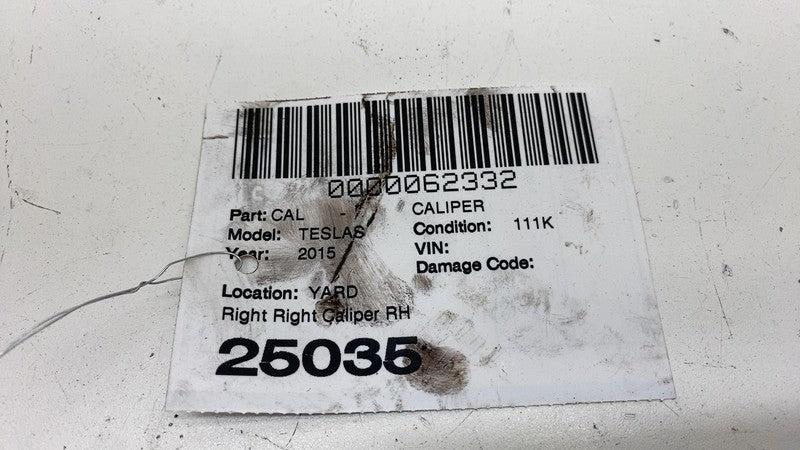 0000062332
Part: CAL - CALIPER
Model: TESLAS Condition: 111K
Year: 2015 VIN:
Damage Code:
Location: YARD
Right Right Caliper RH
25035